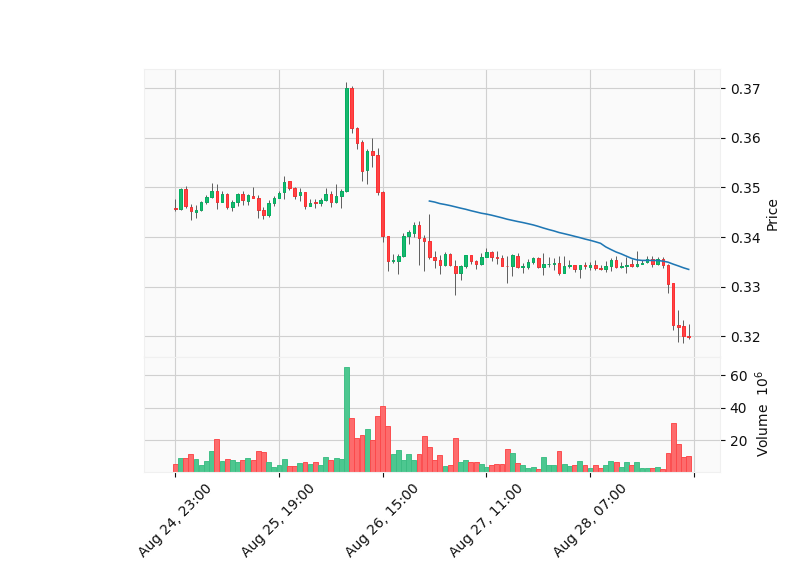 0.37
0.36
0.35
0.34
0.33
0.32
Price
60
40
20
Volume 10^6
Aug 24, 23:00
Aug 25, 19:00
Aug 26, 15:00
Aug 27, 11:00
Aug 28, 07:00